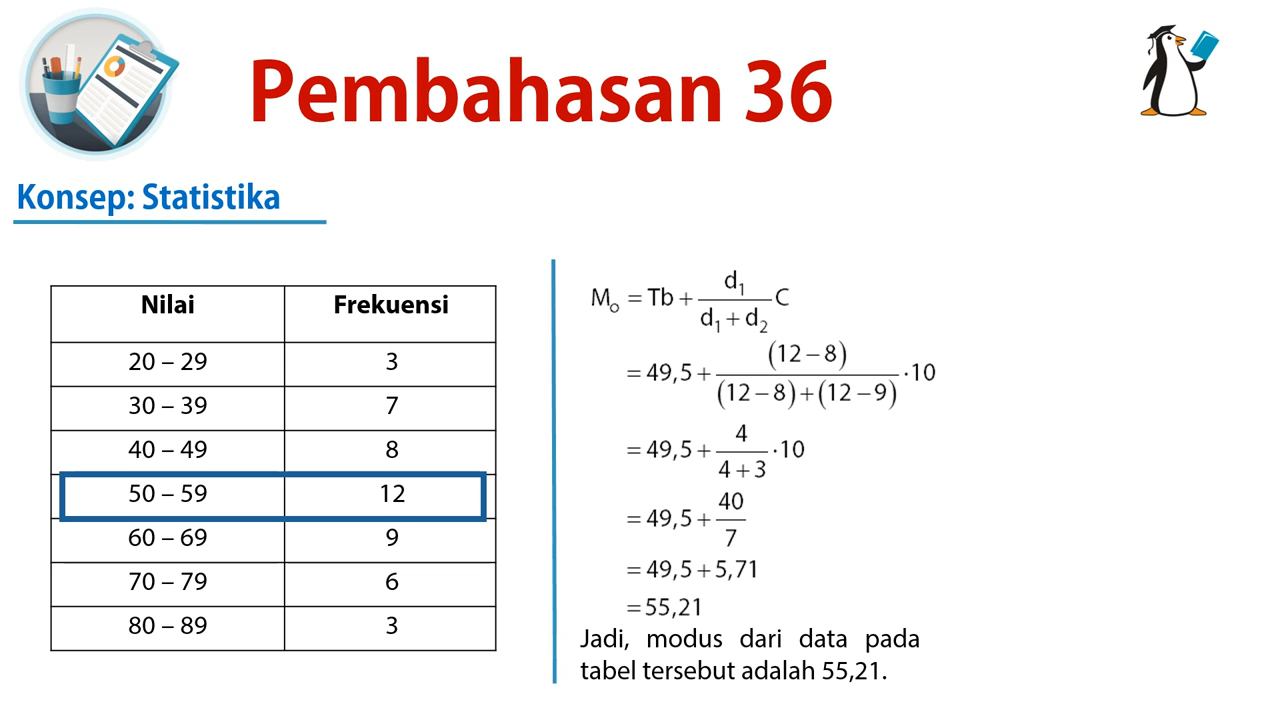 Pembahasan 36
Konsep: Statistika
Nilai Frekuensi
20 – 29 3
30 – 39 7
40 – 49 8
50 – 59 12
60 – 69 9
70 – 79 6
80 – 89 3
M₀ = Tb + d₁/(d₁ + d₂) C
= 49,5 + (12 – 8)/((12 – 8) + (12 – 9)) · 10
= 49,5 + 4/(4 + 3) · 10
= 49,5 + 40/7
= 49,5 + 5,71
= 55,21
Jadi, modus dari data pada
tabel tersebut adalah 55,21.